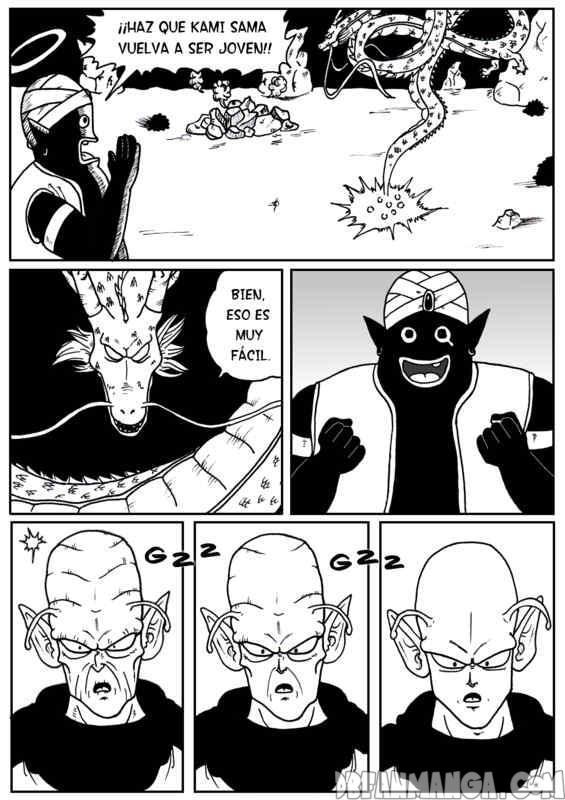 ¡¡HAZ QUE KAMI SAMA
VUELVA A SER JOVEN!!
BIEN,
ESO ES
MUY
FÁCIL.
GZZ
GZZ
DBFANMANGA.COM